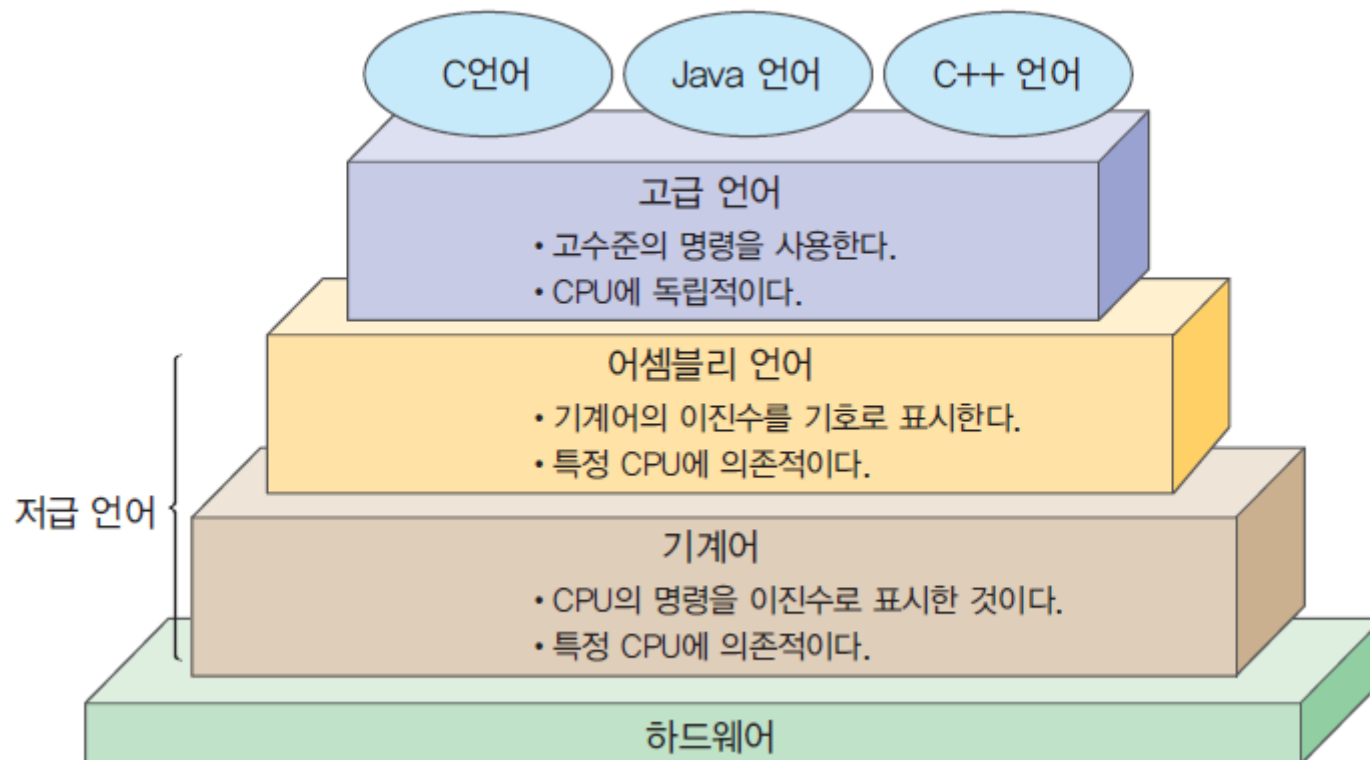 C언어
Java 언어
C++ 언어
고급 언어
• 고수준의 명령을 사용한다.
• CPU에 독립적이다.
어셈블리 언어
• 기계어의 이진수를 기호로 표시한다.
• 특정 CPU에 의존적이다.
저급 언어
기계어
• CPU의 명령을 이진수로 표시한 것이다.
• 특정 CPU에 의존적이다.
하드웨어